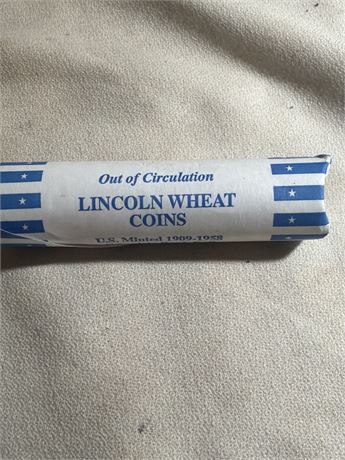 Out of Circulation
LINCOLN WHEAT
COINS
U.S. Minted 1909-1958